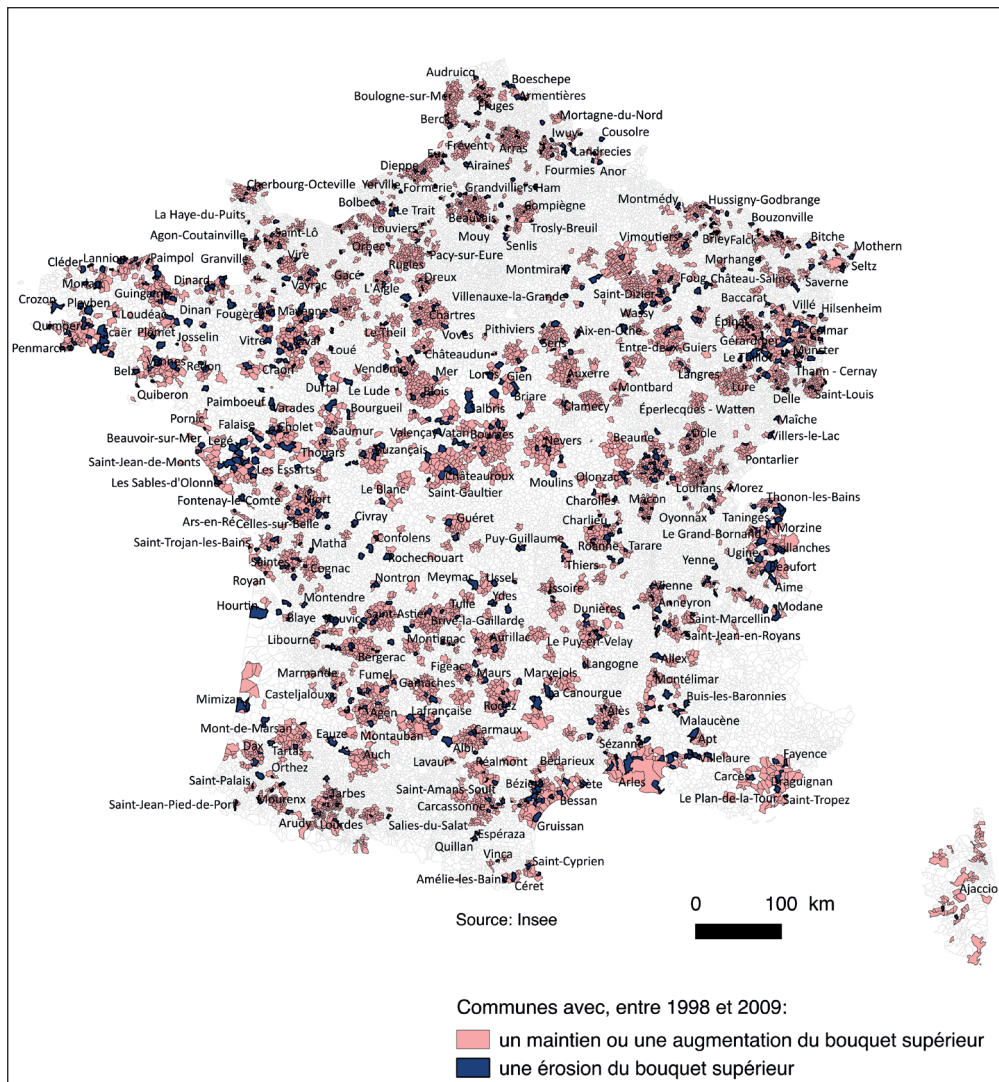 Audruicq
Boeschepe
Boulogne-sur-Mer
Armentières
Fruges
Berck
Mortagne-du-Nord
Iwuy
Cousolre
Arras
Frévent
Landrecies
Eu
Dieppe
Airaines
Fourmies
Anor
Cherbourg-Octeville
Yerville
Formerie
Grandvilliers
Ham
Montmédy
Hussigny-Godbrange
Bolbec
Le Trait
Beauvais
Compiègne
Bouzonville
La Haye-du-Puits
Agon-Coutainville
Saint-Lô
Louviers
Mouy
Trosly-Breuil
Vimoutiers
Briey
Falck
Bitche
Mothern
Orbec
Senlis
Cléder
Lannion
Paimpol
Granville
Vire
Pacy-sur-Eure
Montmirail
Morhange
Seltz
Rugles
Foug
Château-Salins
Saverne
Morlaix
Dinard
Vayrac
Gacé
L'Aigle
Dreux
Crozon
Pleyben
Guingamp
Villenaux-la-Grande
Saint-Dizier
Baccarat
Villé
Hilsenheim
Loudéac
Dinan
Fougères
Mayenne
Chartres
Wassy
Épinal
Colmar
Quimper
Scaër
Plémet
Josselin
Vitré
Laval
Le Theil
Voves
Pithiviers
Sens
Aix-en-Othe
Gérardmer
Munster
Penmarch
Loué
Châteaudun
Entre-deux-Guiers
Le Thillot
Belz
Redon
Craon
Vendôme
Mer
Lorris
Gien
Auxerre
Langres
Lure
Thann - Cernay
Quiberon
Durtal
Le Lude
Blois
Montbard
Delle
Saint-Louis
Paimboeuf
Varades
Bourgueil
Briare
Clamecy
Éperlecques - Watten
Maîche
Pornic
Falaise
Salbris
Cholet
Saumur
Valençay
Vatan
Bourges
Nevers
Beaune
Dole
Villers-le-Lac
Beauvoir-sur-Mer
Légé
Thouars
Buzançais
Pontarlier
Saint-Jean-de-Monts
Les Essarts
Châteauroux
Olonzac
Les Sables-d'Olonne
Le Blanc
Saint-Gaultier
Moulins
Louhans
Morez
Fontenay-le-Comte
Niort
Charolles
Mâcon
Thonon-les-Bains
Ars-en-Ré
Celles-sur-Belle
Civray
Guéret
Charlieu
Oyonnax
Taninges
Morzine
Saint-Trojan-les-Bains
Matha
Confolens
Puy-Guillaume
Roanne
Tarare
Le Grand-Bornand
Sallanches
Saintes
Rochechouart
Ugine
Cognac
Thiers
Yenne
Beaufort
Royan
Nontron
Meymac
Ussel
Issoire
Vienne
Aime
Hourtin
Montendre
Ydes
Anneyron
Modane
Blaye
Neuvic
Saint-Astier
Tulle
Dunières
Saint-Marcellin
Brive-la-Gaillarde
Libourne
Montignac
Aurillac
Le Puy-en-Velay
Saint-Jean-en-Royans
Bergerac
Figeac
Langogne
Allex
Marmande
Fumel
Maurs
Marvejols
Montélimar
Casteljaloux
Gamaches
La Canourgue
Buis-les-Baronnies
Mimizan
Agen
Lafrançaise
Rodez
Alès
Malaucène
Mont-de-Marsan
Eauze
Montauban
Carmaux
Apt
Dax
Tartas
Albi
Sézanne
Villelaure
Fayence
Orthez
Auch
Lavaur
Réalmont
Bédarieux
Carcès
Draguignan
Saint-Palais
Tarbes
Saint-Amans-Soult
Béziers
Sète
Arles
Le Plan-de-la-Tour
Saint-Tropez
Saint-Jean-Pied-de-Port
Mourenx
Carcassonne
Bessan
Arudy
Lourdes
Salies-du-Salat
Gruissan
Espéraza
Quillan
Vinça
Saint-Cyprien
Amélie-les-Bains
Céret
Ajaccio
0 100 km
Source: Insee
Communes avec, entre 1998 et 2009:
un maintien ou une augmentation du bouquet supérieur
une érosion du bouquet supérieur